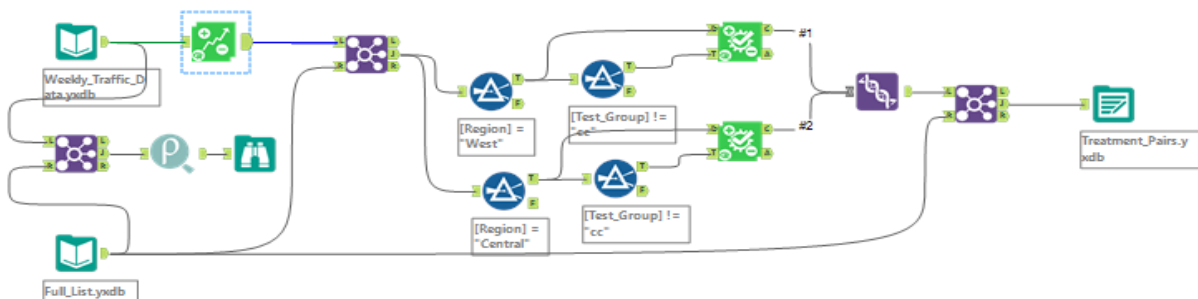 #1
Weekly_Traffic_D
ata.yxdb
[Region] =
"West"
[Test_Group] !=
"cc"
#2
Treatment_Pairs.y
xdb
[Region] =
"Central"
[Test_Group] !=
"cc"
Full_List.yxdb